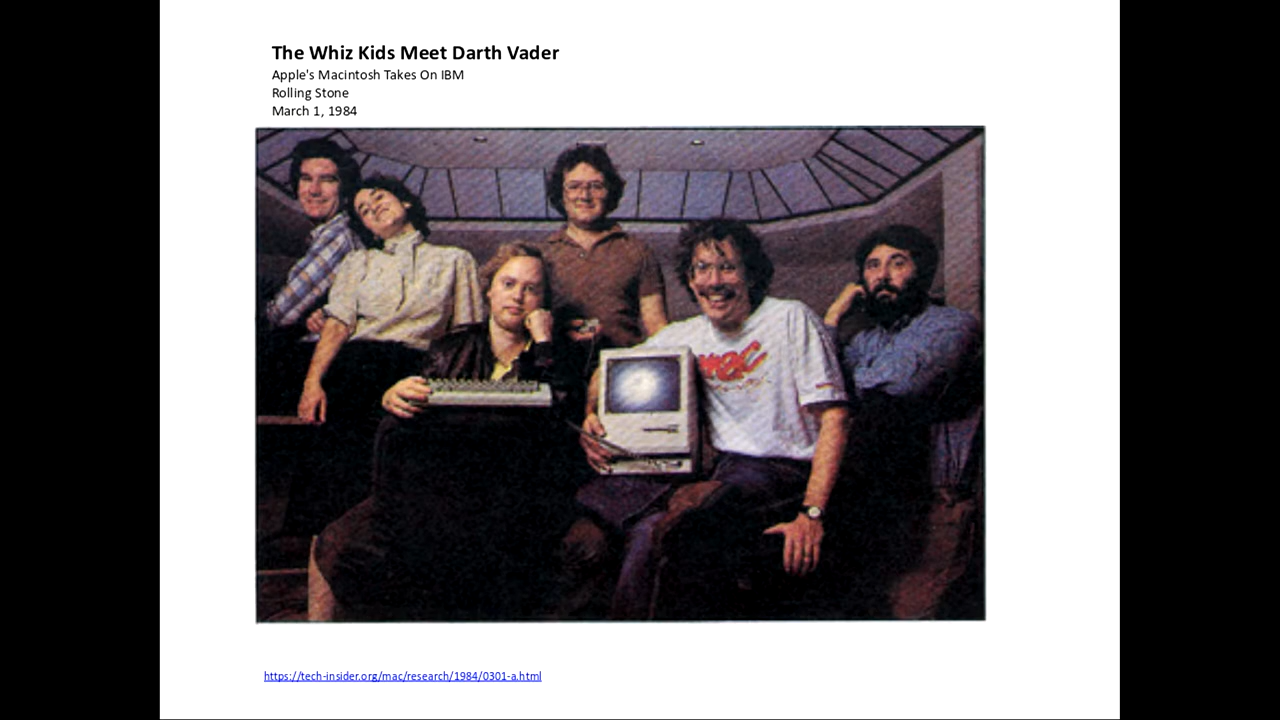 The Whiz Kids Meet Darth Vader
Apple's Macintosh Takes On IBM
Rolling Stone
March 1, 1984
https://tech-insider.org/mac/research/1984/0301-a.html